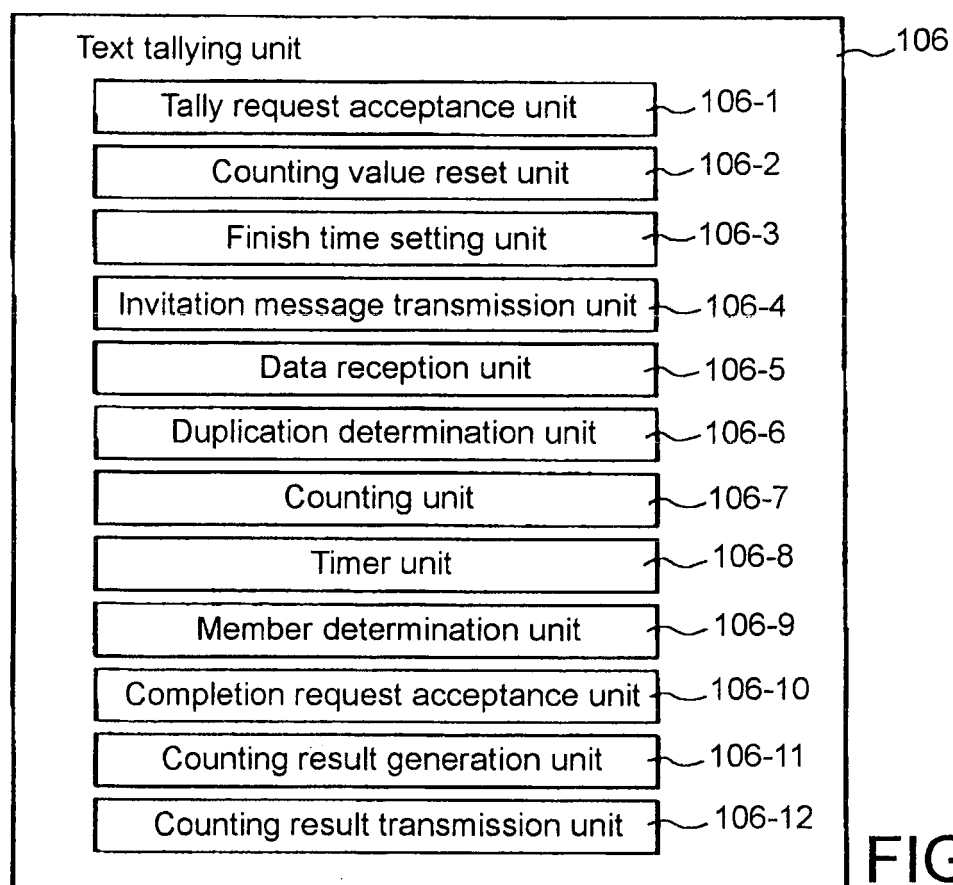 Text tallying unit
106
Tally request acceptance unit
106-1
Counting value reset unit
106-2
Finish time setting unit
106-3
Invitation message transmission unit
106-4
Data reception unit
106-5
Duplication determination unit
106-6
Counting unit
106-7
Timer unit
106-8
Member determination unit
106-9
Completion request acceptance unit
106-10
Counting result generation unit
106-11
Counting result transmission unit
106-12
FIG